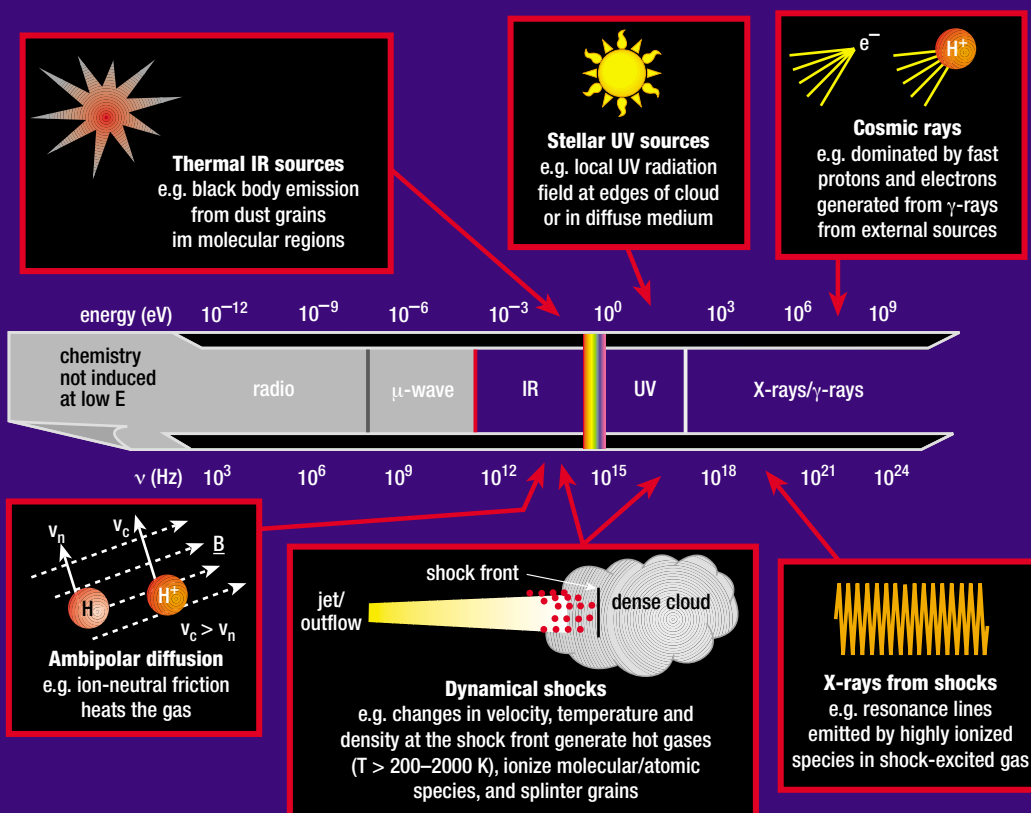 Thermal IR sources
e.g. black body emission
from dust grains
im molecular regions
Stellar UV sources
e.g. local UV radiation
field at edges of cloud
or in diffuse medium
e⁻
H⁺
Cosmic rays
e.g. dominated by fast
protons and electrons
generated from γ-rays
from external sources
energy (eV) 10⁻¹² 10⁻⁹ 10⁻⁶ 10⁻³ 10⁰ 10³ 10⁶ 10⁹
chemistry
not induced
at low E
radio μ-wave IR UV X-rays/γ-rays
ν (Hz) 10³ 10⁶ 10⁹ 10¹² 10¹⁵ 10¹⁸ 10²¹ 10²⁴
vₙ v꜀ B
H H⁺
v꜀ > vₙ
Ambipolar diffusion
e.g. ion-neutral friction
heats the gas
shock front
jet/
outflow
dense cloud
Dynamical shocks
e.g. changes in velocity, temperature and
density at the shock front generate hot gases
(T > 200–2000 K), ionize molecular/atomic
species, and splinter grains
X-rays from shocks
e.g. resonance lines
emitted by highly ionized
species in shock-excited gas